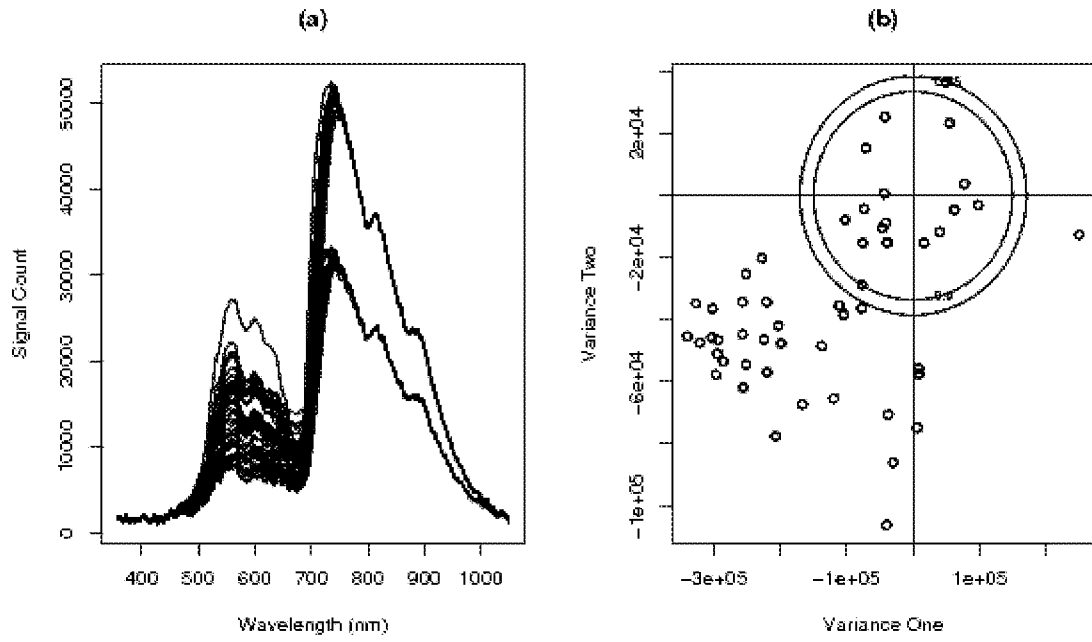 (a)
50000
40000
30000
20000
10000
0
Signal Count
400 500 600 700 800 900 1000
Wavelength (nm)
(b)
2e+04
-2e+04
-6e+04
-1e+05
Variance Two
-3e+05 -1e+05 1e+05
Variance One